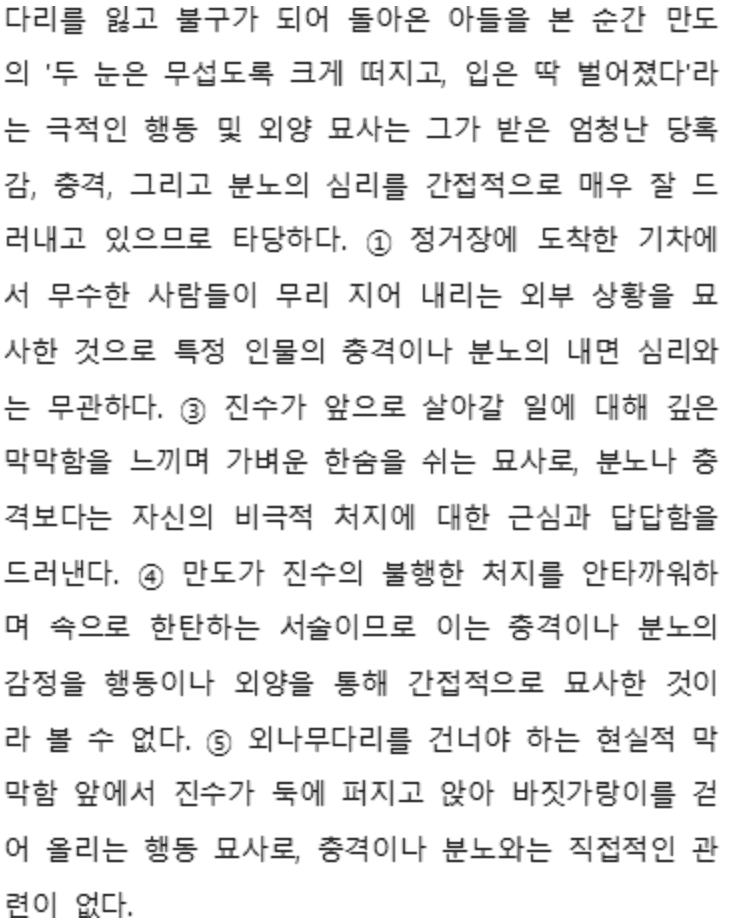 다리를 잃고 불구가 되어 돌아온 아들을 본 순간 만도
의 '두 눈은 무섭도록 크게 떠지고, 입은 딱 벌어졌다'라
는 극적인 행동 및 외양 묘사는 그가 받은 엄청난 당혹
감, 충격, 그리고 분노의 심리를 간접적으로 매우 잘 드
러내고 있으므로 타당하다. ① 정거장에 도착한 기차에
서 무수한 사람들이 무리 지어 내리는 외부 상황을 묘
사한 것으로 특정 인물의 충격이나 분노의 내면 심리와
는 무관하다. ③ 진수가 앞으로 살아갈 일에 대해 깊은
막막함을 느끼며 가벼운 한숨을 쉬는 묘사로, 분노나 충
격보다는 자신의 비극적 처지에 대한 근심과 답답함을
드러낸다. ④ 만도가 진수의 불행한 처지를 안타까워하
며 속으로 한탄하는 서술이므로 이는 충격이나 분노의
감정을 행동이나 외양을 통해 간접적으로 묘사한 것이
라 볼 수 없다. ⑤ 외나무다리를 건너야 하는 현실적 막
막함 앞에서 진수가 둑에 퍼지고 앉아 바짓가랑이를 걷
어 올리는 행동 묘사로, 충격이나 분노와는 직접적인 관
련이 없다.